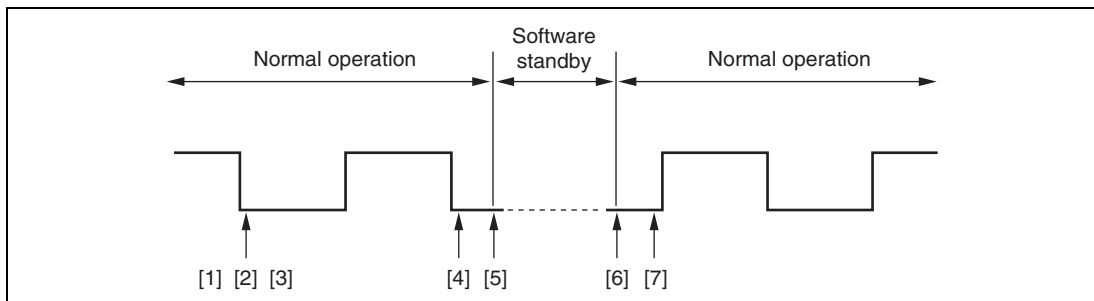 Software
standby
Normal operation
Normal operation
[1] [2] [3]
[4] [5]
[6] [7]